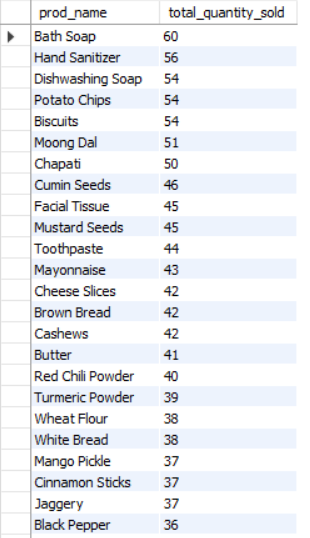 prod_name total_quantity_sold
Bath Soap 60
Hand Sanitizer 56
Dishwashing Soap 54
Potato Chips 54
Biscuits 54
Moong Dal 51
Chapati 50
Cumin Seeds 46
Facial Tissue 45
Mustard Seeds 45
Toothpaste 44
Mayonnaise 43
Cheese Slices 42
Brown Bread 42
Cashews 42
Butter 41
Red Chili Powder 40
Turmeric Powder 39
Wheat Flour 38
White Bread 38
Mango Pickle 37
Cinnamon Sticks 37
Jaggery 37
Black Pepper 36